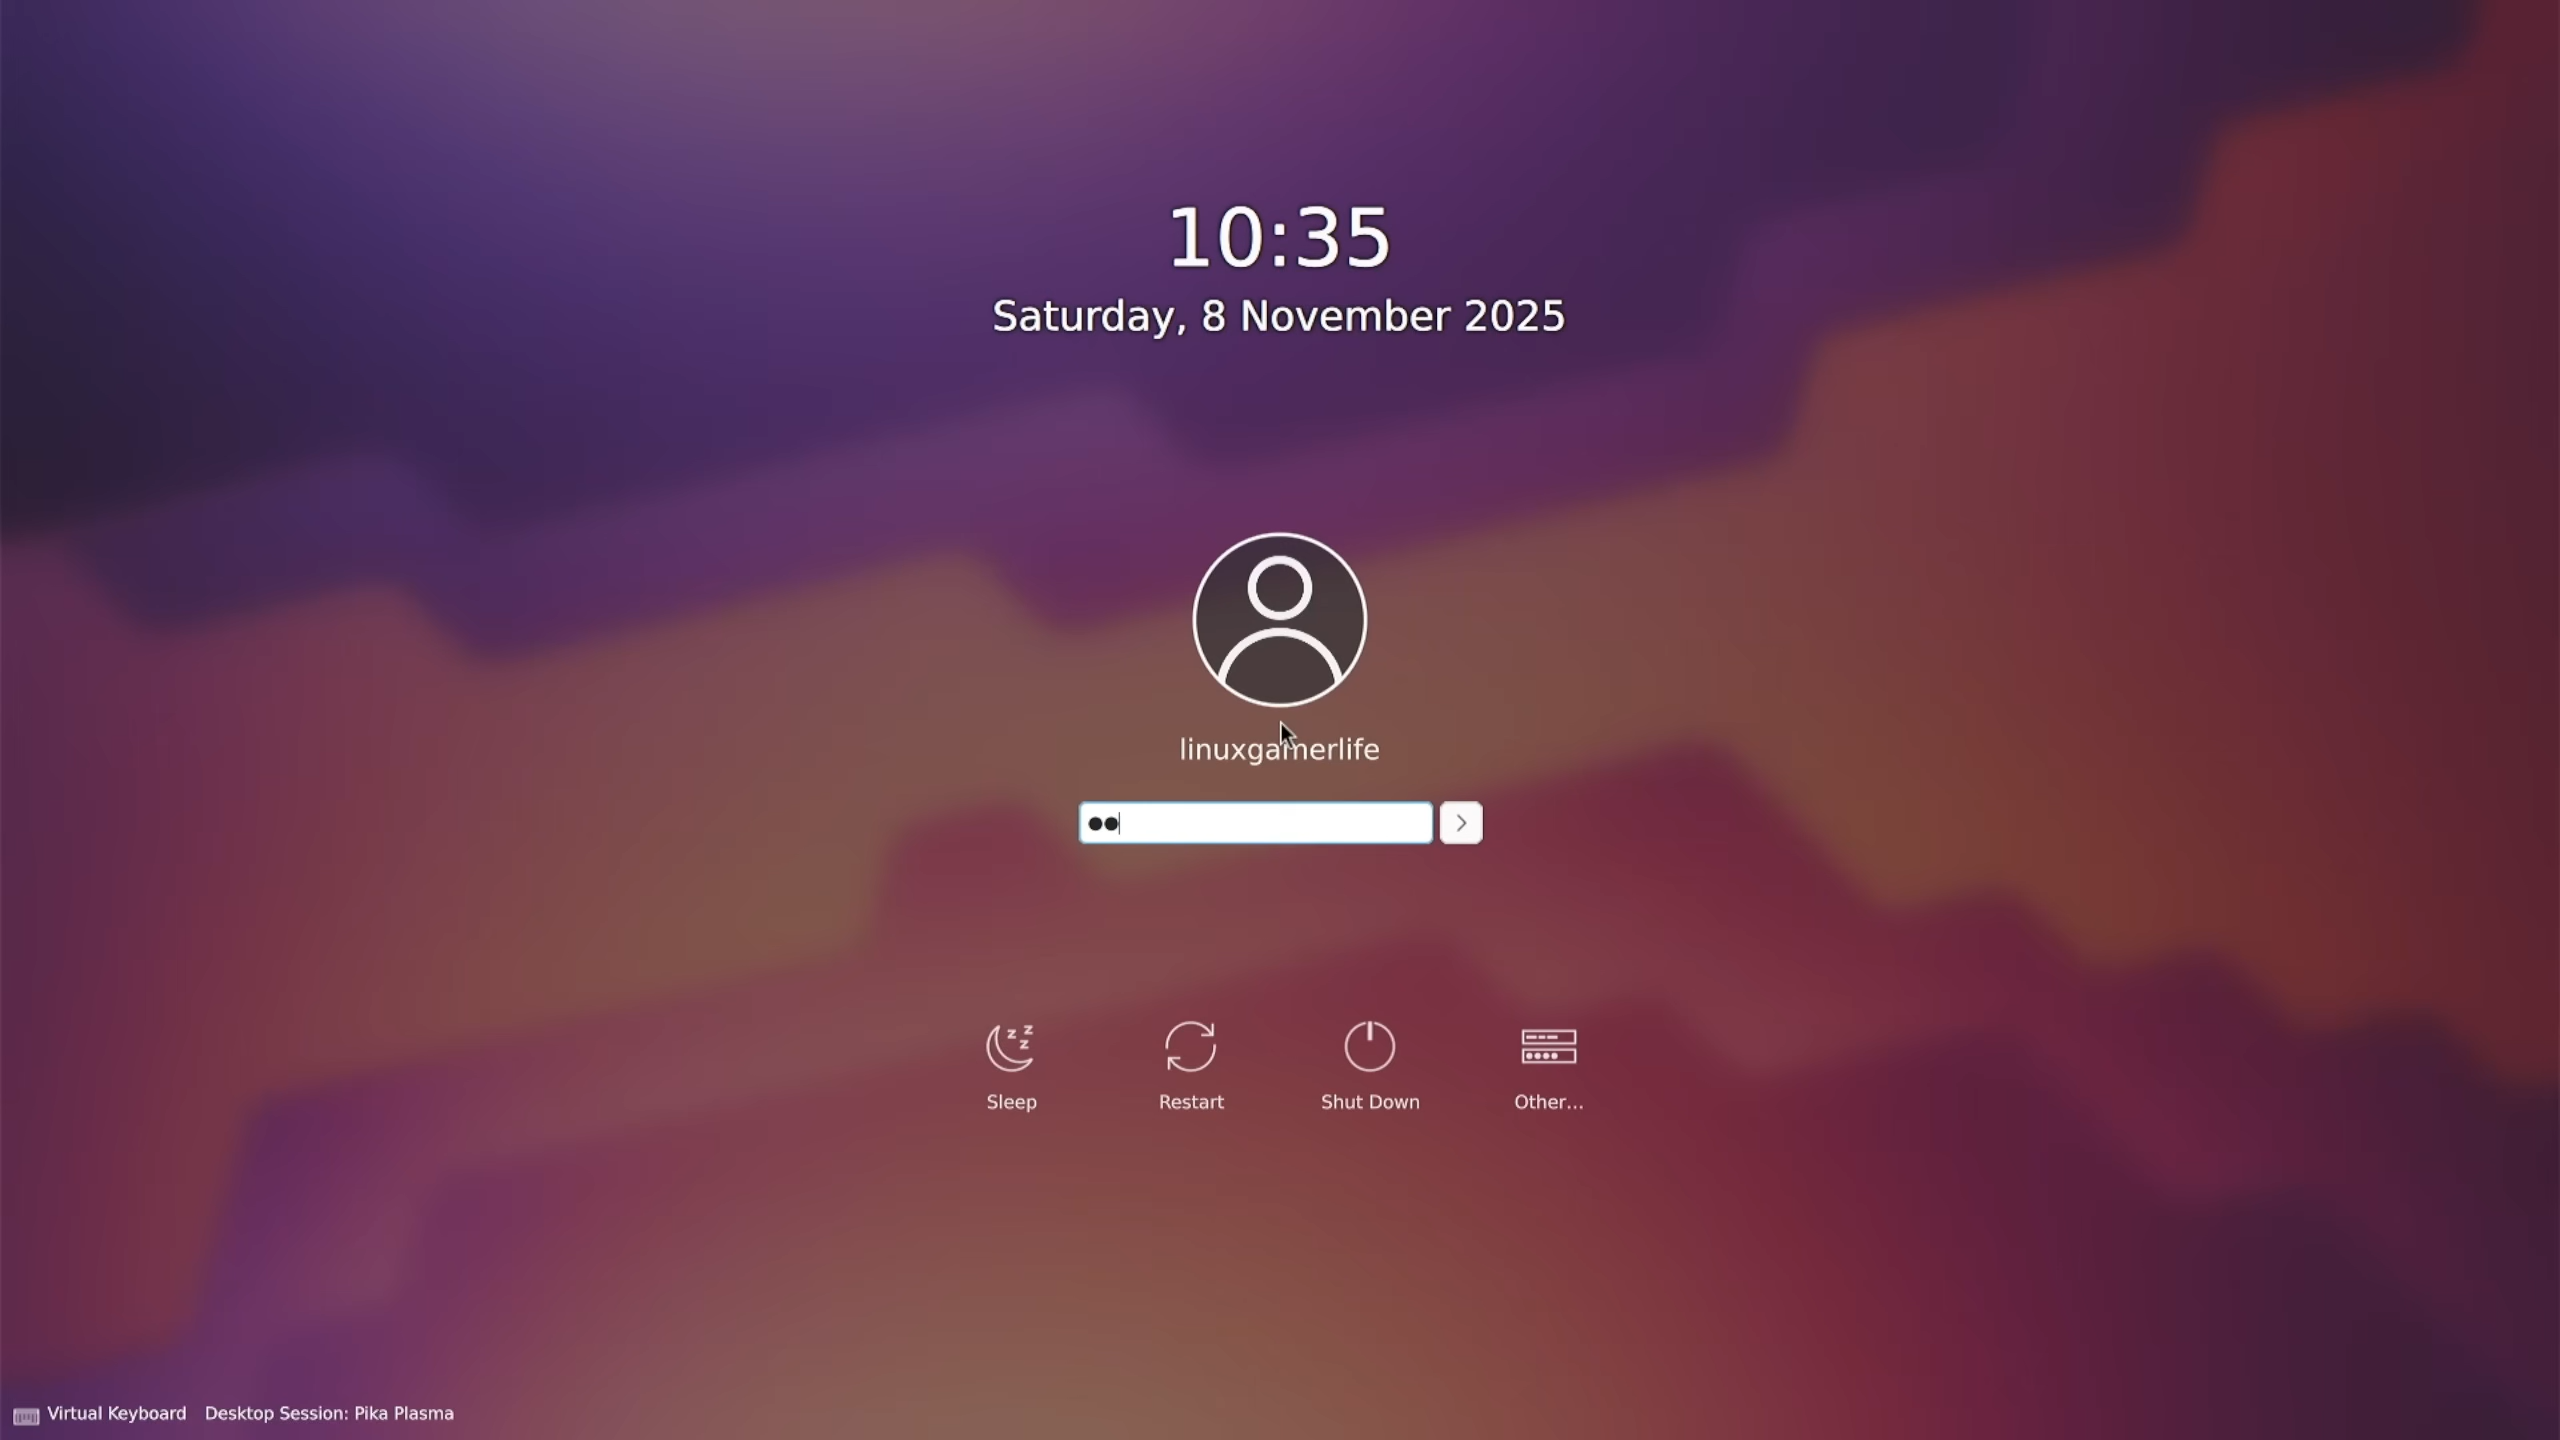 10:35
Saturday, 8 November 2025
linuxgamerlife
Sleep
Restart
Shut Down
Other...
Virtual Keyboard
Desktop Session: Pika Plasma